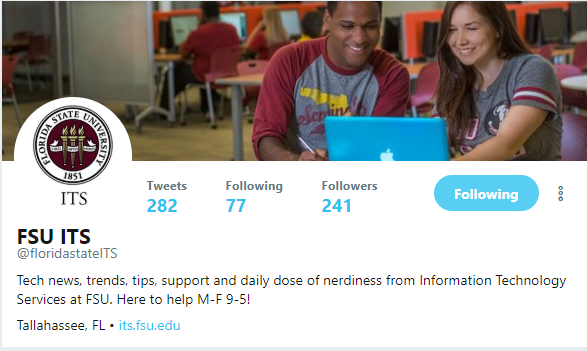 Seminoles
FLORIDA STATE UNIVERSITY
1851
ITS
Tweets
282
Following
77
Followers
241
Following
FSU ITS
@floridastateITS
Tech news, trends, tips, support and daily dose of nerdiness from Information Technology
Services at FSU. Here to help M-F 9-5!
Tallahassee, FL • its.fsu.edu